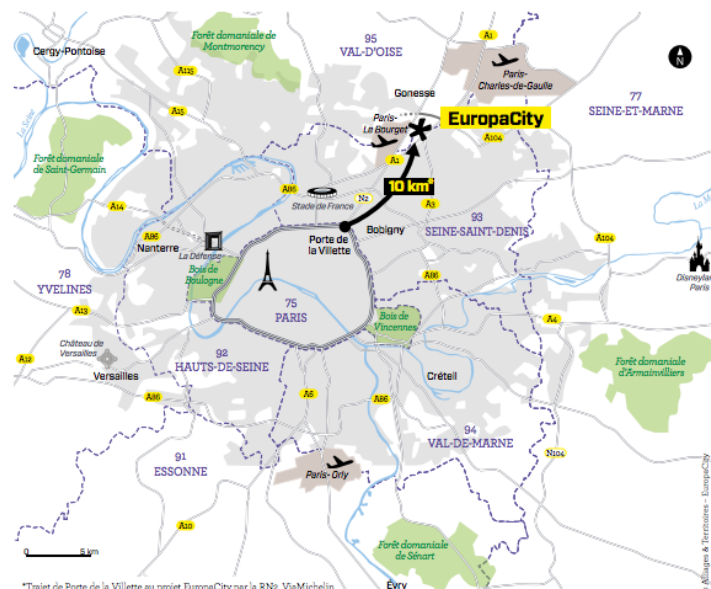 Cergy-Pontoise
Forêt domaniale
de Montmorency
95
VAL-D'OISE
A1
N
A115
Paris-
Charles-de-Gaulle
77
SEINE-ET-MARNE
Gonesse
A15
La Seine
Paris-
Le Bourget
EuropaCity
A104
Forêt domaniale
de Saint-Germain
A1
A86
10 km*
Stade de France
N2
A3
A14
93
SEINE-SAINT-DENIS
A86
Nanterre
La Défense
Porte de
la Villette
Bobigny
A104
La M
78
YVELINES
Bois de
Boulogne
A86
Disneyland
Paris
75
PARIS
A13
Bois de
Vincennes
A4
Château de
Versailles
A12
92
HAUTS-DE-SEINE
Forêt domaniale
d'Armainvilliers
Versailles
Créteil
A86
A6
A86
94
VAL-DE-MARNE
91
ESSONNE
N104
Paris-Orly
A10
Forêt domaniale
de Sénart
0 5 km
Évry
*Trajet de Porte de la Villette au projet EuropaCity par la RN2, ViaMichelin
Alliages & Territoires – EuropaCity